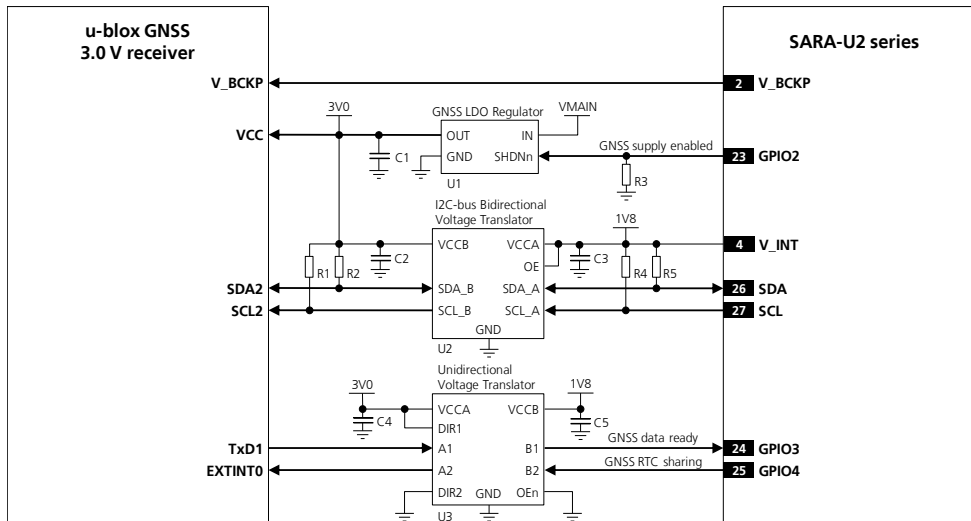 u-blox GNSS
3.0 V receiver
SARA-U2 series
V_BCKP
2 V_BCKP
3V0
GNSS LDO Regulator
VMAIN
VCC
OUT
IN
GND
SHDNn
GNSS supply enabled
23 GPIO2
C1
R3
U1
I2C-bus Bidirectional
Voltage Translator
1V8
VCCB
VCCA
4 V_INT
C2
C3
OE
R1
R2
R4
R5
SDA2
SDA_B
SDA_A
26 SDA
SCL2
SCL_B
SCL_A
27 SCL
GND
U2
Unidirectional
Voltage Translator
3V0
1V8
VCCA
VCCB
C4
C5
DIR1
TxD1
A1
B1
GNSS data ready
24 GPIO3
EXTINT0
A2
B2
GNSS RTC sharing
25 GPIO4
DIR2
GND
OEn
U3